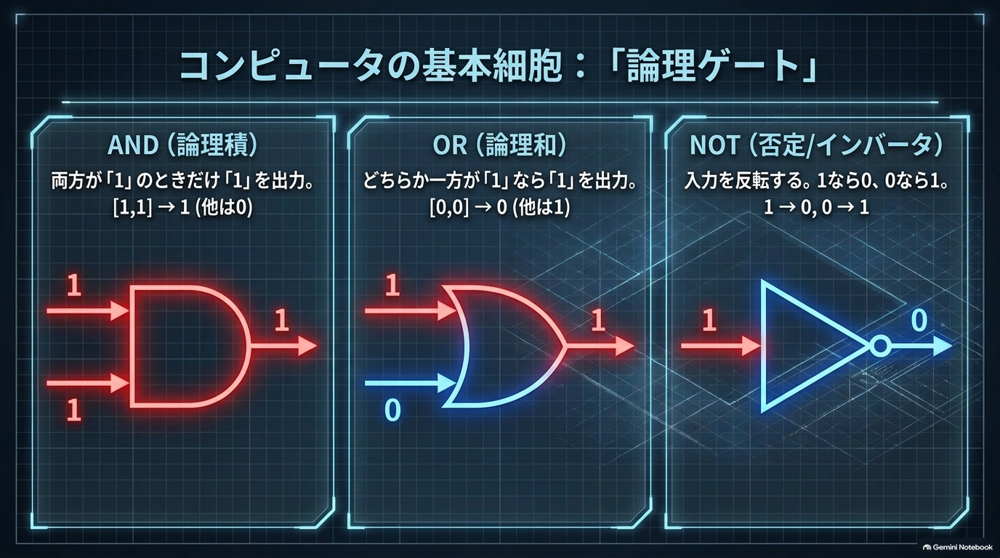 コンピュータの基本細胞：「論理ゲート」
AND（論理積）
両方が「1」のときだけ「1」を出力。
[1,1] → 1 (他は0)
1
1
1
OR（論理和）
どちらか一方が「1」なら「1」を出力。
[0,0] → 0 (他は1)
1
1
0
NOT（否定/インバータ）
入力を反転する。1なら0、0なら1。
1 → 0, 0 → 1
1
0
Gemini Notebook